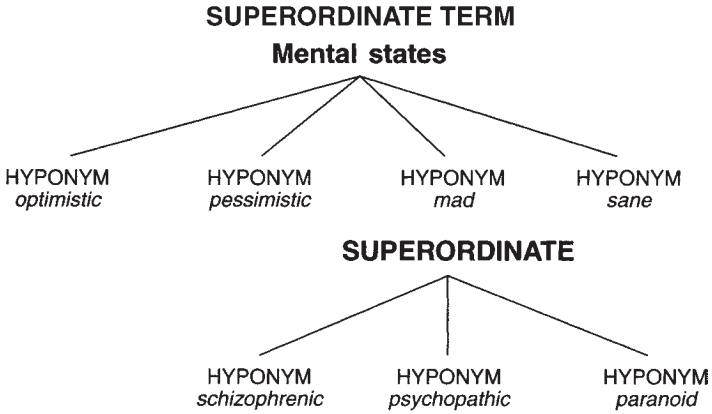 SUPERORDINATE TERM
Mental states
HYPONYM HYPONYM HYPONYM HYPONYM
optimistic pessimistic mad sane
SUPERORDINATE
HYPONYM HYPONYM HYPONYM
schizophrenic psychopathic paranoid